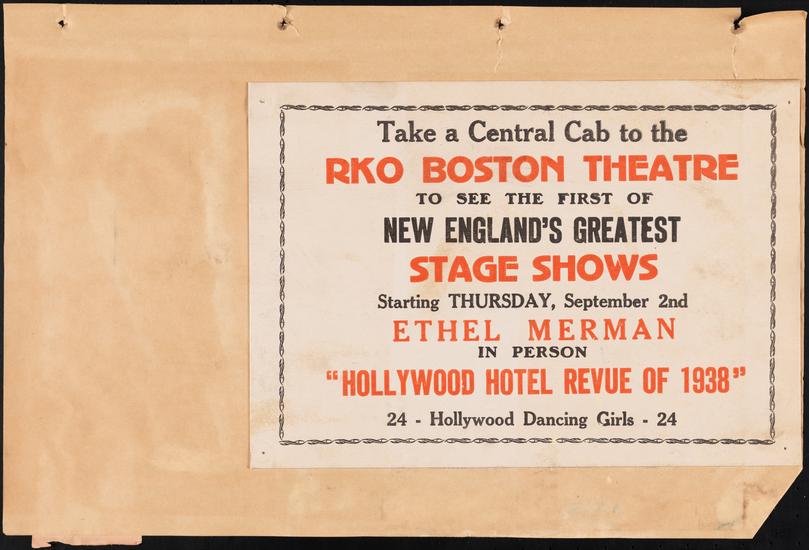 Take a Central Cab to the
RKO BOSTON THEATRE
TO SEE THE FIRST OF
NEW ENGLAND'S GREATEST
STAGE SHOWS
Starting THURSDAY, September 2nd
ETHEL MERMAN
IN PERSON
"HOLLYWOOD HOTEL REVUE OF 1938"
24 - Hollywood Dancing Girls - 24